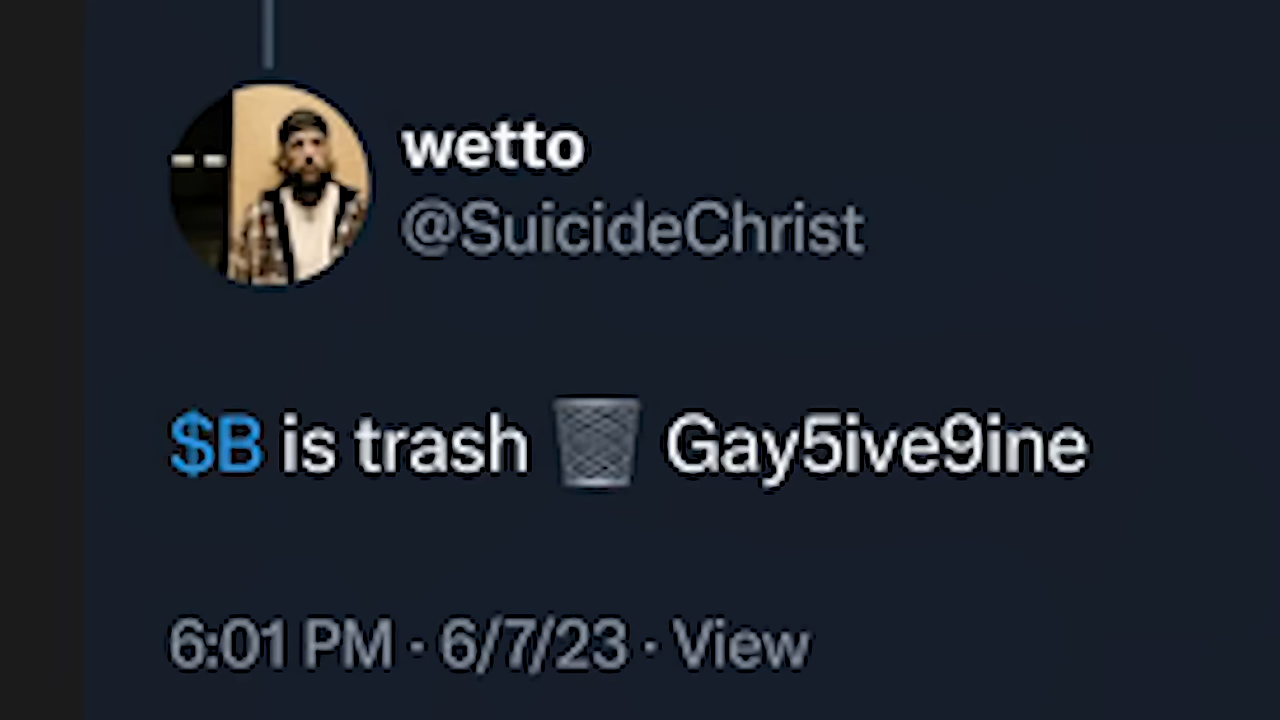 wetto
@SuicideChrist
$B is trash 🗑 Gay5ive9ine
6:01 PM · 6/7/23 · View